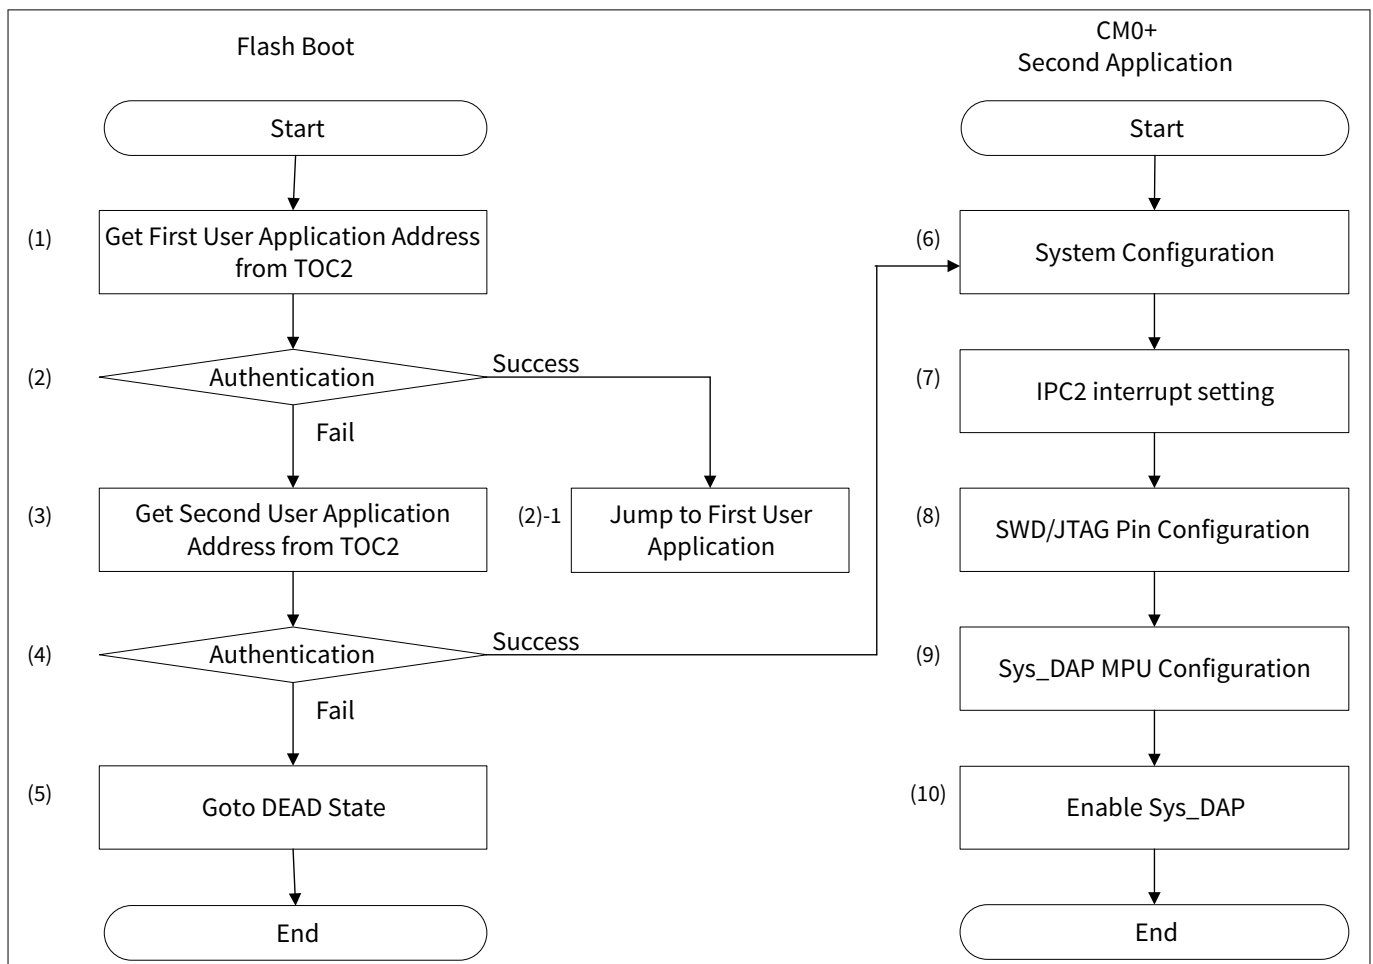 Flash Boot
Start
(1)
Get First User Application Address
from TOC2
(2)
Authentication
Success
Fail
(3)
Get Second User Application
Address from TOC2
(2)-1
Jump to First User
Application
(4)
Authentication
Success
Fail
(5)
Goto DEAD State
End
CM0+
Second Application
Start
(6)
System Configuration
(7)
IPC2 interrupt setting
(8)
SWD/JTAG Pin Configuration
(9)
Sys_DAP MPU Configuration
(10)
Enable Sys_DAP
End